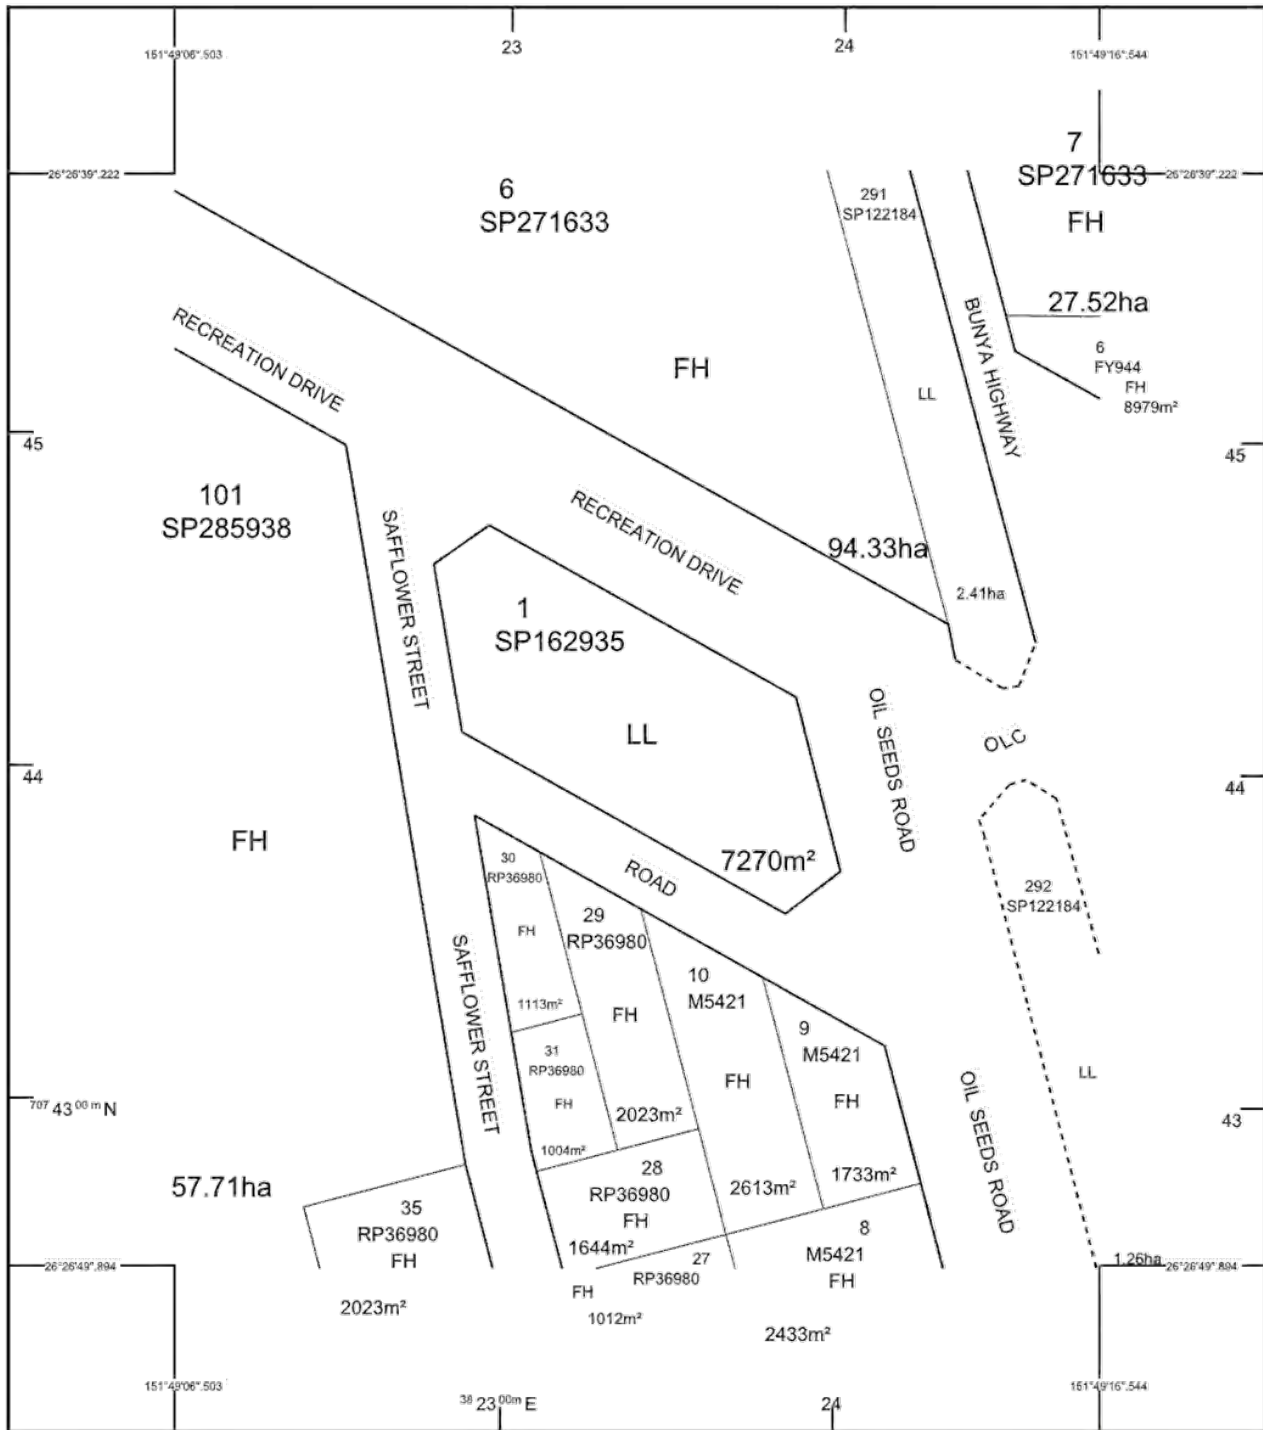 23
24
151°49'06".503
151°49'16".544
7
SP271633
26°26'39".222
26°26'39".222
6
SP271633
291
SP122184
FH
27.52ha
RECREATION DRIVE
BUNYA HIGHWAY
6
FY944
FH
8979m²
FH
LL
45
45
101
SP285938
SAFFLOWER STREET
RECREATION DRIVE
94.33ha
2.41ha
1
SP162935
LL
OIL SEEDS ROAD
OLC
44
44
FH
7270m²
ROAD
30
RP36980
FH
1113m²
29
RP36980
FH
2023m²
292
SP122184
LL
10
M5421
FH
2613m²
9
M5421
FH
1733m²
SAFFLOWER STREET
31
RP36980
FH
1004m²
OIL SEEDS ROAD
707 43 00 m N
43
57.71ha
35
RP36980
FH
2023m²
28
RP36980
FH
1644m²
27
RP36980
FH
1012m²
8
M5421
FH
2433m²
1.26ha
26°26'49".894
26°26'49".894
151°49'06".503
151°49'16".544
38 23 00m E
24